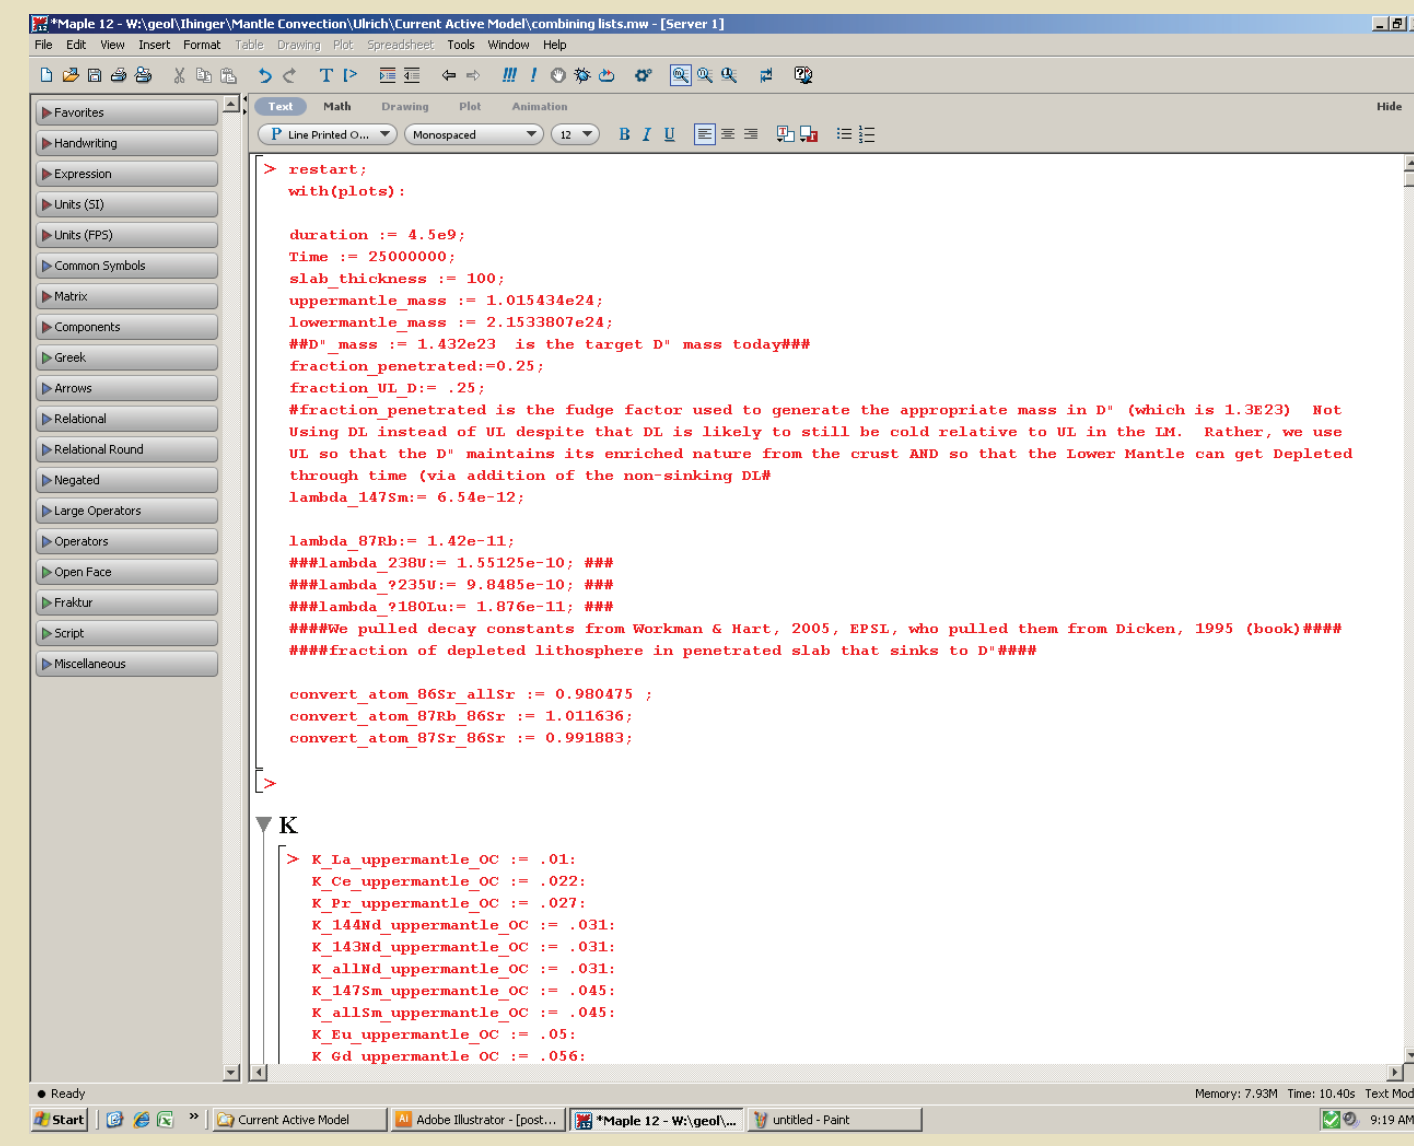 *Maple 12 - W:\geol\Ihinger\Mantle Convection\Ulrich\Current Active Model\combining lists.mw - [Server 1]
File Edit View Insert Format Table Drawing Plot Spreadsheet Tools Window Help
Text Math Drawing Plot Animation Hide
P Line Printed O... Monospaced 12 B I U
Favorites
Handwriting
Expression
Units (SI)
Units (FPS)
Common Symbols
Matrix
Components
Greek
Arrows
Relational
Relational Round
Negated
Large Operators
Operators
Open Face
Fraktur
Script
Miscellaneous
> restart;
with(plots):
duration := 4.5e9;
Time := 25000000;
slab_thickness := 100;
uppermantle_mass := 1.015434e24;
lowermantle_mass := 2.1533807e24;
##D"_mass := 1.432e23  is the target D" mass today###
fraction_penetrated:=0.25;
fraction_UL_D:= .25;
#fraction_penetrated is the fudge factor used to generate the appropriate mass in D" (which is 1.3E23)  Not
Using DL instead of UL despite that DL is likely to still be cold relative to UL in the LM.  Rather, we use
UL so that the D" maintains its enriched nature from the crust AND so that the Lower Mantle can get Depleted
through time (via addition of the non-sinking DL#
lambda_147Sm:= 6.54e-12;
lambda_87Rb:= 1.42e-11;
###lambda_238U:= 1.55125e-10; ###
###lambda_?235U:= 9.8485e-10; ###
###lambda_?180Lu:= 1.876e-11; ###
####We pulled decay constants from Workman & Hart, 2005, EPSL, who pulled them from Dicken, 1995 (book)####
####fraction of depleted lithosphere in penetrated slab that sinks to D"####
convert_atom_86Sr_allSr := 0.980475 ;
convert_atom_87Rb_86Sr := 1.011636;
convert_atom_87Sr_86Sr := 0.991883;
>
K
> K_La_uppermantle_OC := .01:
K_Ce_uppermantle_OC := .022:
K_Pr_uppermantle_OC := .027:
K_144Nd_uppermantle_OC := .031:
K_143Nd_uppermantle_OC := .031:
K_allNd_uppermantle_OC := .031:
K_147Sm_uppermantle_OC := .045:
K_allSm_uppermantle_OC := .045:
K_Eu_uppermantle_OC := .05:
K_Gd_uppermantle_OC := .056:
Ready Memory: 7.93M Time: 10.40s Text Mod
Start » Current Active Model Adobe Illustrator - [post... *Maple 12 - W:\geol\... untitled - Paint 9:19 AM